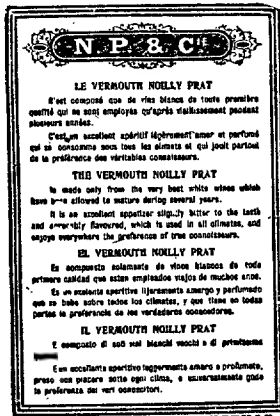 N. P. & Cie
LE VERMOUTH NOILLY PRAT
N'est composé que de vins blancs de toute première
qualité qui ne sont employés qu'après vieillissement pendant
plusieurs années.
C'est un excellent apéritif légèrement amer et parfumé
qui se consomme sous tous les climats et qui jouit partout
de la préférence des véritables connaisseurs.
THE VERMOUTH NOILLY PRAT
Is made only from the very best white wines which
have been allowed to mature during several years.
It is an excellent appetizer slightly bitter to the
and agreeably flavoured, which is used in all climates, and
enjoys everywhere the preference of true connoisseurs.
EL VERMOUTH NOILLY PRAT
Es compuesto solamente de vinos blancos de toda
primera calidad que estan empleados viejos de muchos anos.
Es un excelente aperitivo lijeramente amargo y perfumado
que se bebe sobre todos los climates, y que tiene en todas
partes la preferencia de los verdaderos conocedores.
IL VERMOUTH NOILLY PRAT
È composto di soli vini bianchi vecchi e di
È un eccellente aperitivo leggermente amaro e profumato,
preso con piacere sotto ogni clima, e universalmente gode
la preferenza dei veri conoscitori.